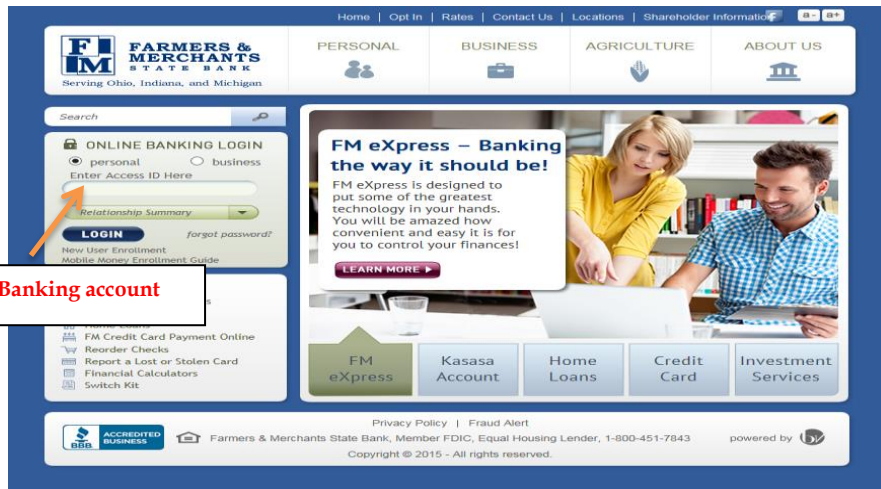 Home | Opt In | Rates | Contact Us | Locations | Shareholder Information
a- a+
F M
FARMERS &
MERCHANTS
STATE BANK
Serving Ohio, Indiana, and Michigan
PERSONAL
BUSINESS
AGRICULTURE
ABOUT US
Search
ONLINE BANKING LOGIN
personal business
Enter Access ID Here
Relationship Summary
LOGIN forgot password?
New User Enrollment
Mobile Money Enrollment Guide
Banking account
Home Loans
FM Credit Card Payment Online
Reorder Checks
Report a Lost or Stolen Card
Financial Calculators
Switch Kit
FM eXpress – Banking
the way it should be!
FM eXpress is designed to
put some of the greatest
technology in your hands.
You will be amazed how
convenient and easy it is for
you to control your finances!
LEARN MORE
FM
eXpress
Kasasa
Account
Home
Loans
Credit
Card
Investment
Services
BBB
ACCREDITED
BUSINESS
Privacy Policy | Fraud Alert
Farmers & Merchants State Bank, Member FDIC, Equal Housing Lender, 1-800-451-7843
Copyright © 2015 - All rights reserved.
powered by